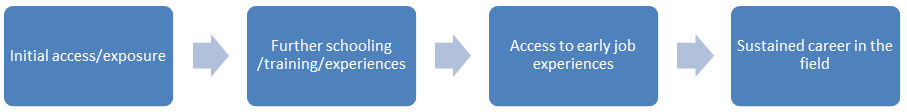 Initial access/exposure
Further schooling
/training/experiences
Access to early job
experiences
Sustained career in the
field